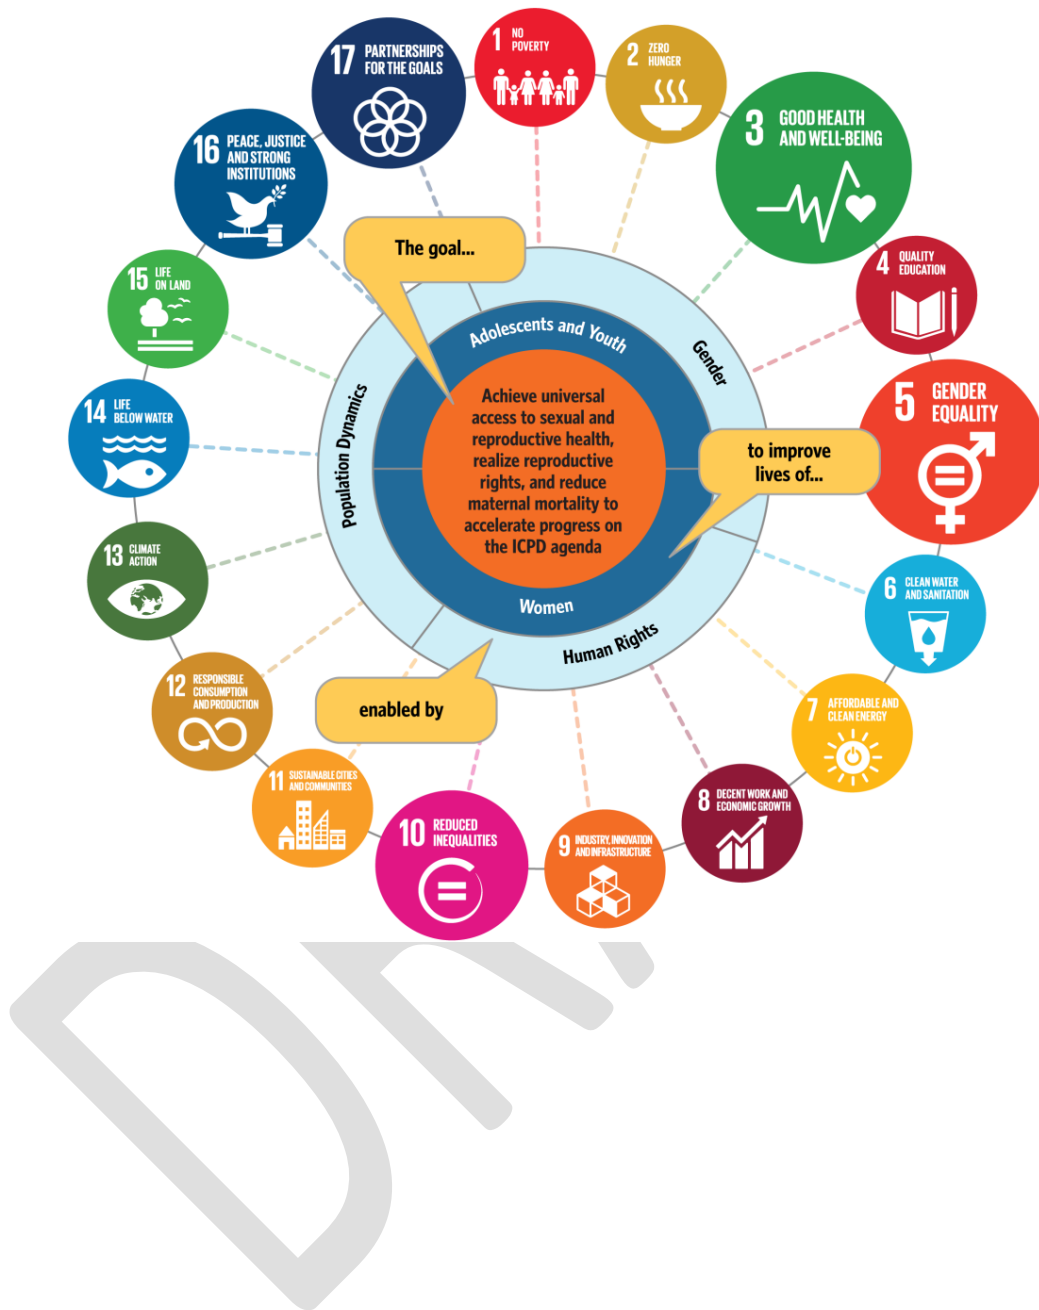 1 NO
POVERTY
2 ZERO
HUNGER
3 GOOD HEALTH
AND WELL-BEING
4 QUALITY
EDUCATION
5 GENDER
EQUALITY
6 CLEAN WATER
AND SANITATION
7 AFFORDABLE AND
CLEAN ENERGY
8 DECENT WORK AND
ECONOMIC GROWTH
9 INDUSTRY, INNOVATION
AND INFRASTRUCTURE
10 REDUCED
INEQUALITIES
11 SUSTAINABLE CITIES
AND COMMUNITIES
12 RESPONSIBLE
CONSUMPTION
AND PRODUCTION
13 CLIMATE
ACTION
14 LIFE
BELOW WATER
15 LIFE
ON LAND
16 PEACE, JUSTICE
AND STRONG
INSTITUTIONS
17 PARTNERSHIPS
FOR THE GOALS
The goal...
Achieve universal
access to sexual and
reproductive health,
realize reproductive
rights, and reduce
maternal mortality to
accelerate progress on
the ICPD agenda
to improve
lives of...
Adolescents and Youth
Women
enabled by
Gender
Human Rights
Population Dynamics